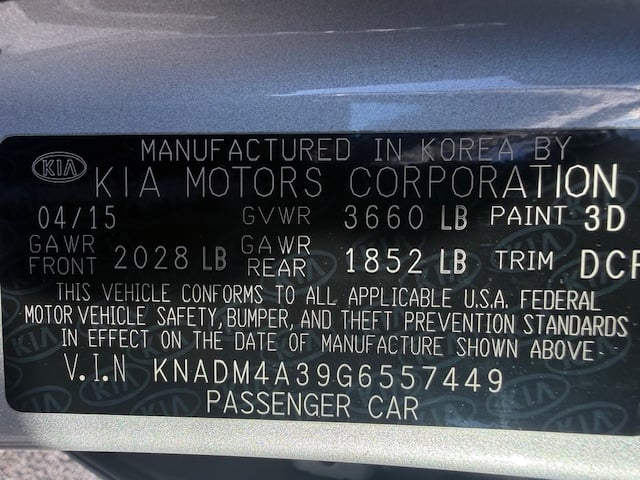 MANUFACTURED IN KOREA BY
KIA KIA MOTORS CORPORATION
04/15 GVWR 3660 LB PAINT 3D
GAWR FRONT 2028 LB GAWR REAR 1852 LB TRIM DCR
THIS VEHICLE CONFORMS TO ALL APPLICABLE U.S.A. FEDERAL
MOTOR VEHICLE SAFETY, BUMPER, AND THEFT PREVENTION STANDARDS
IN EFFECT ON THE DATE OF MANUFACTURE SHOWN ABOVE.
V.I.N KNADM4A39G6557449
PASSENGER CAR